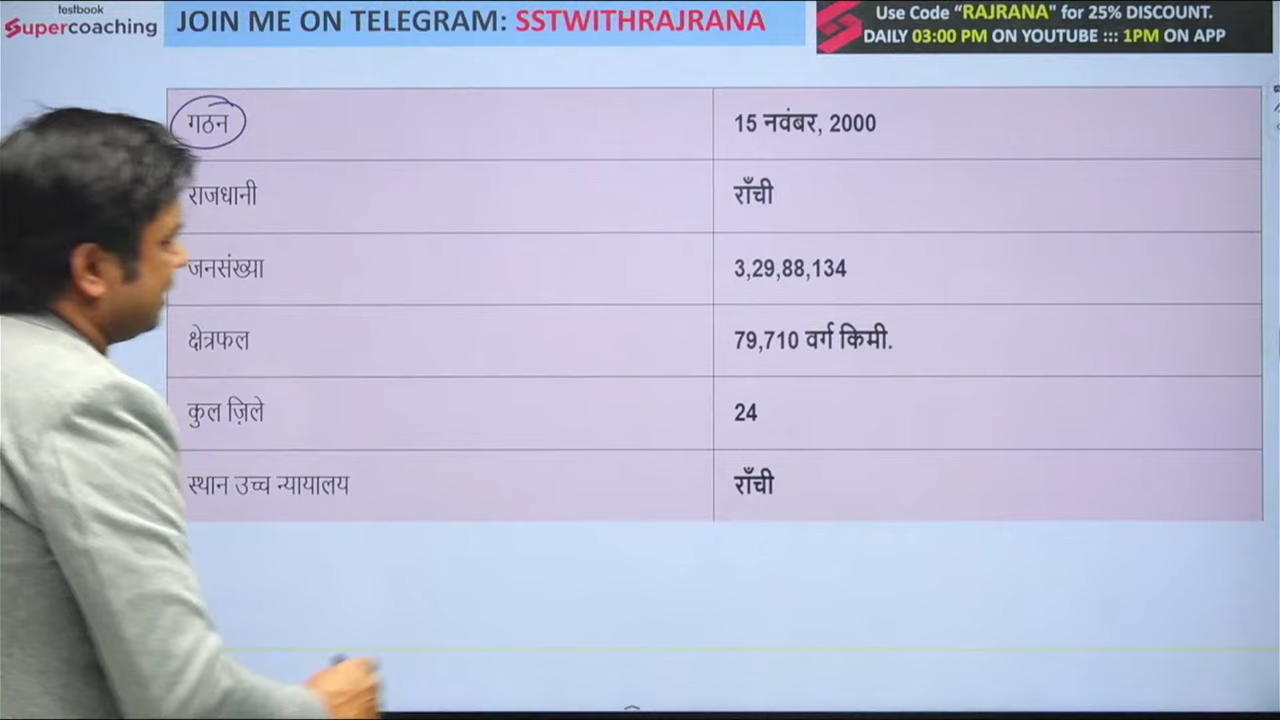 testbook
Supercoaching
JOIN ME ON TELEGRAM: SSTWITHRAJRANA
Use Code “RAJRANA" for 25% DISCOUNT.
DAILY 03:00 PM ON YOUTUBE ::: 1PM ON APP
गठन 15 नवंबर, 2000
राजधानी राँची
जनसंख्या 3,29,88,134
क्षेत्रफल 79,710 वर्ग किमी.
कुल ज़िले 24
स्थान उच्च न्यायालय राँची